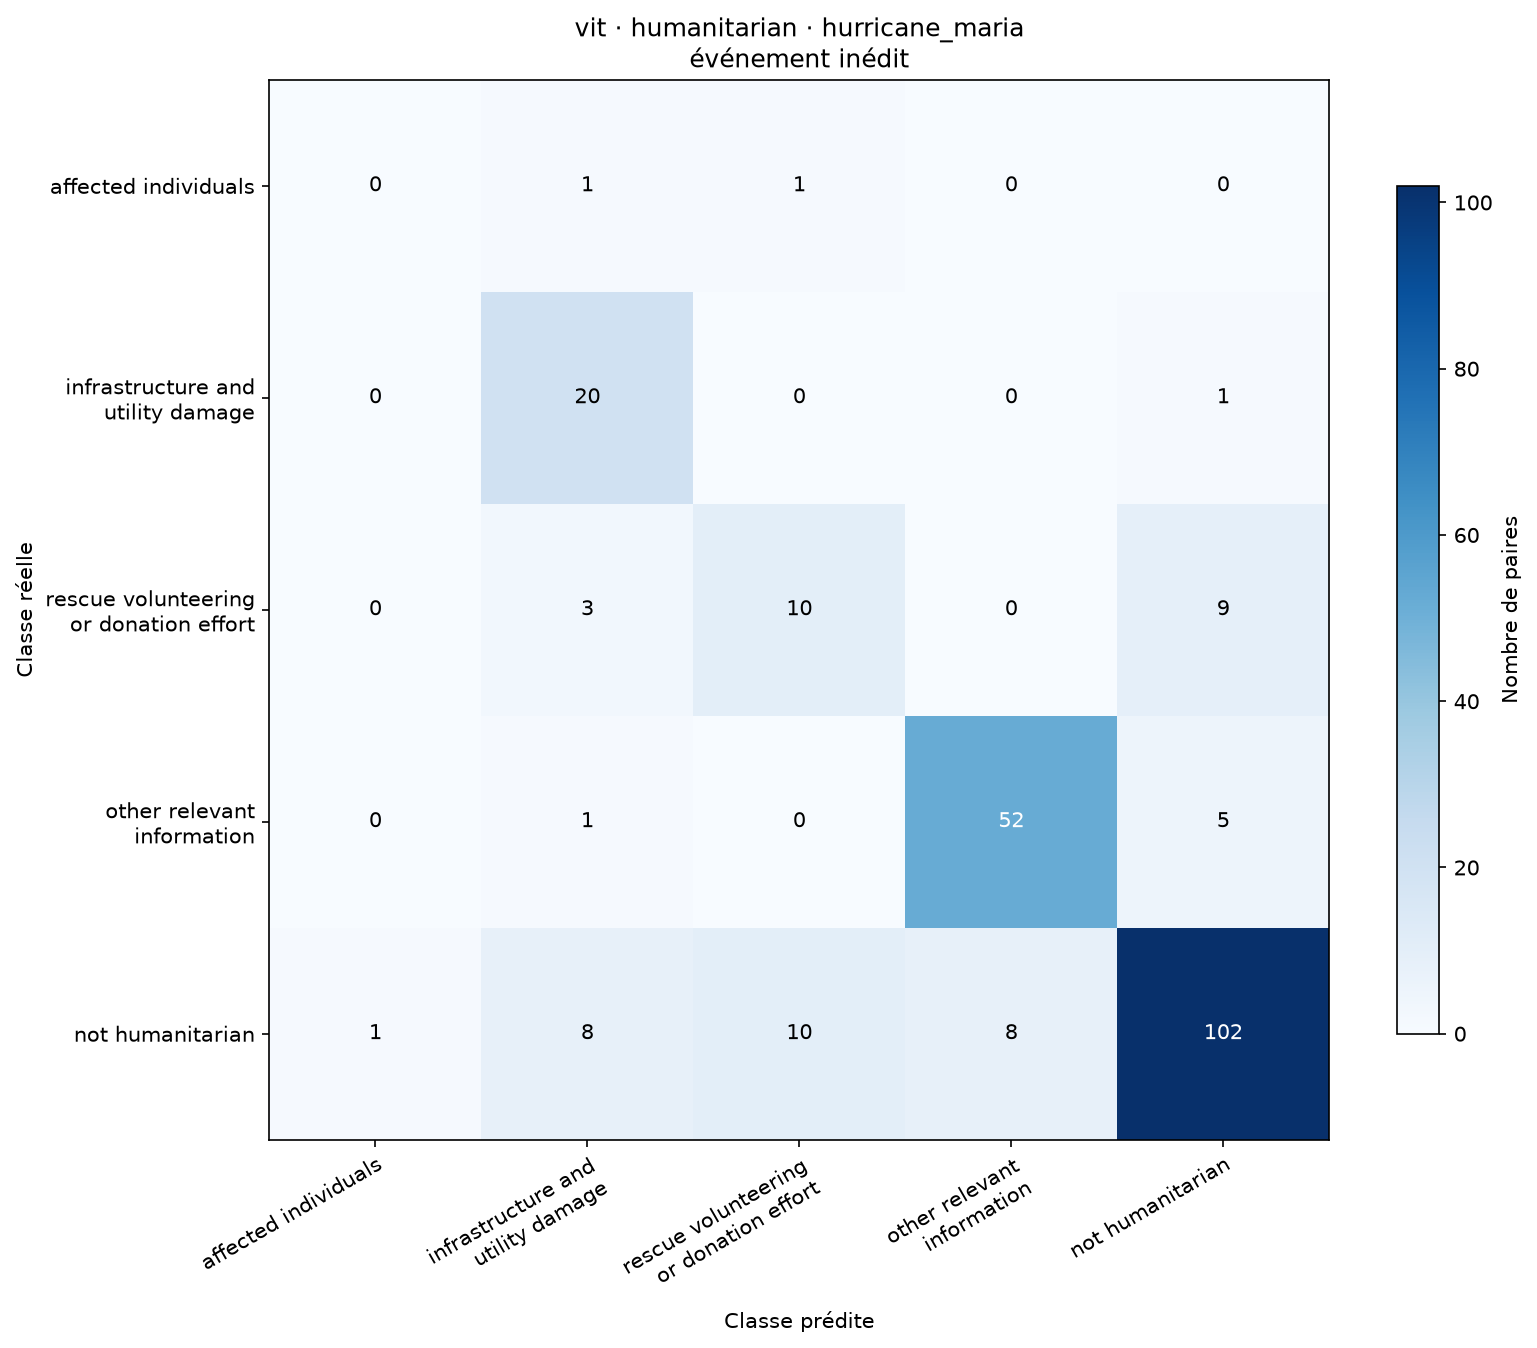 vit · humanitarian · hurricane_maria
événement inédit
Classe réelle
affected individuals
0 1 1 0 0
infrastructure and
utility damage
0 20 0 0 1
rescue volunteering
or donation effort
0 3 10 0 9
other relevant
information
0 1 0 52 5
not humanitarian
1 8 10 8 102
affected individuals
infrastructure and
utility damage
rescue volunteering
or donation effort
other relevant
information
not humanitarian
Classe prédite
100
80
60
40
20
0
Nombre de paires